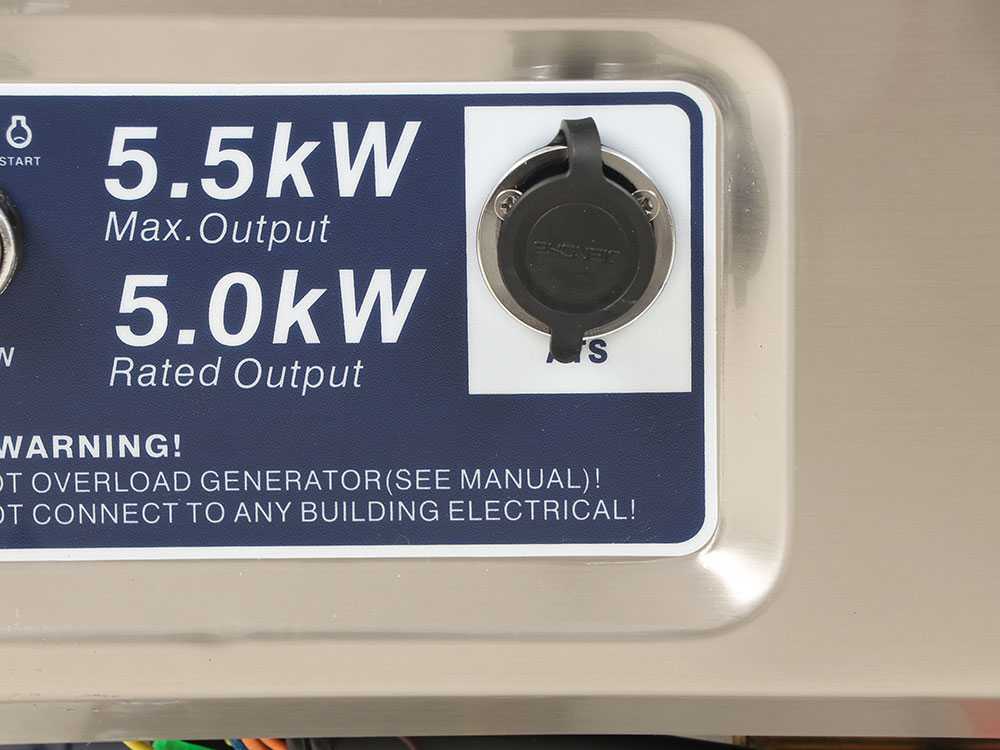 START
5.5kW
Max.Output
5.0kW
Rated Output
W
ATS
WARNING!
OT OVERLOAD GENERATOR(SEE MANUAL)!
OT CONNECT TO ANY BUILDING ELECTRICAL!